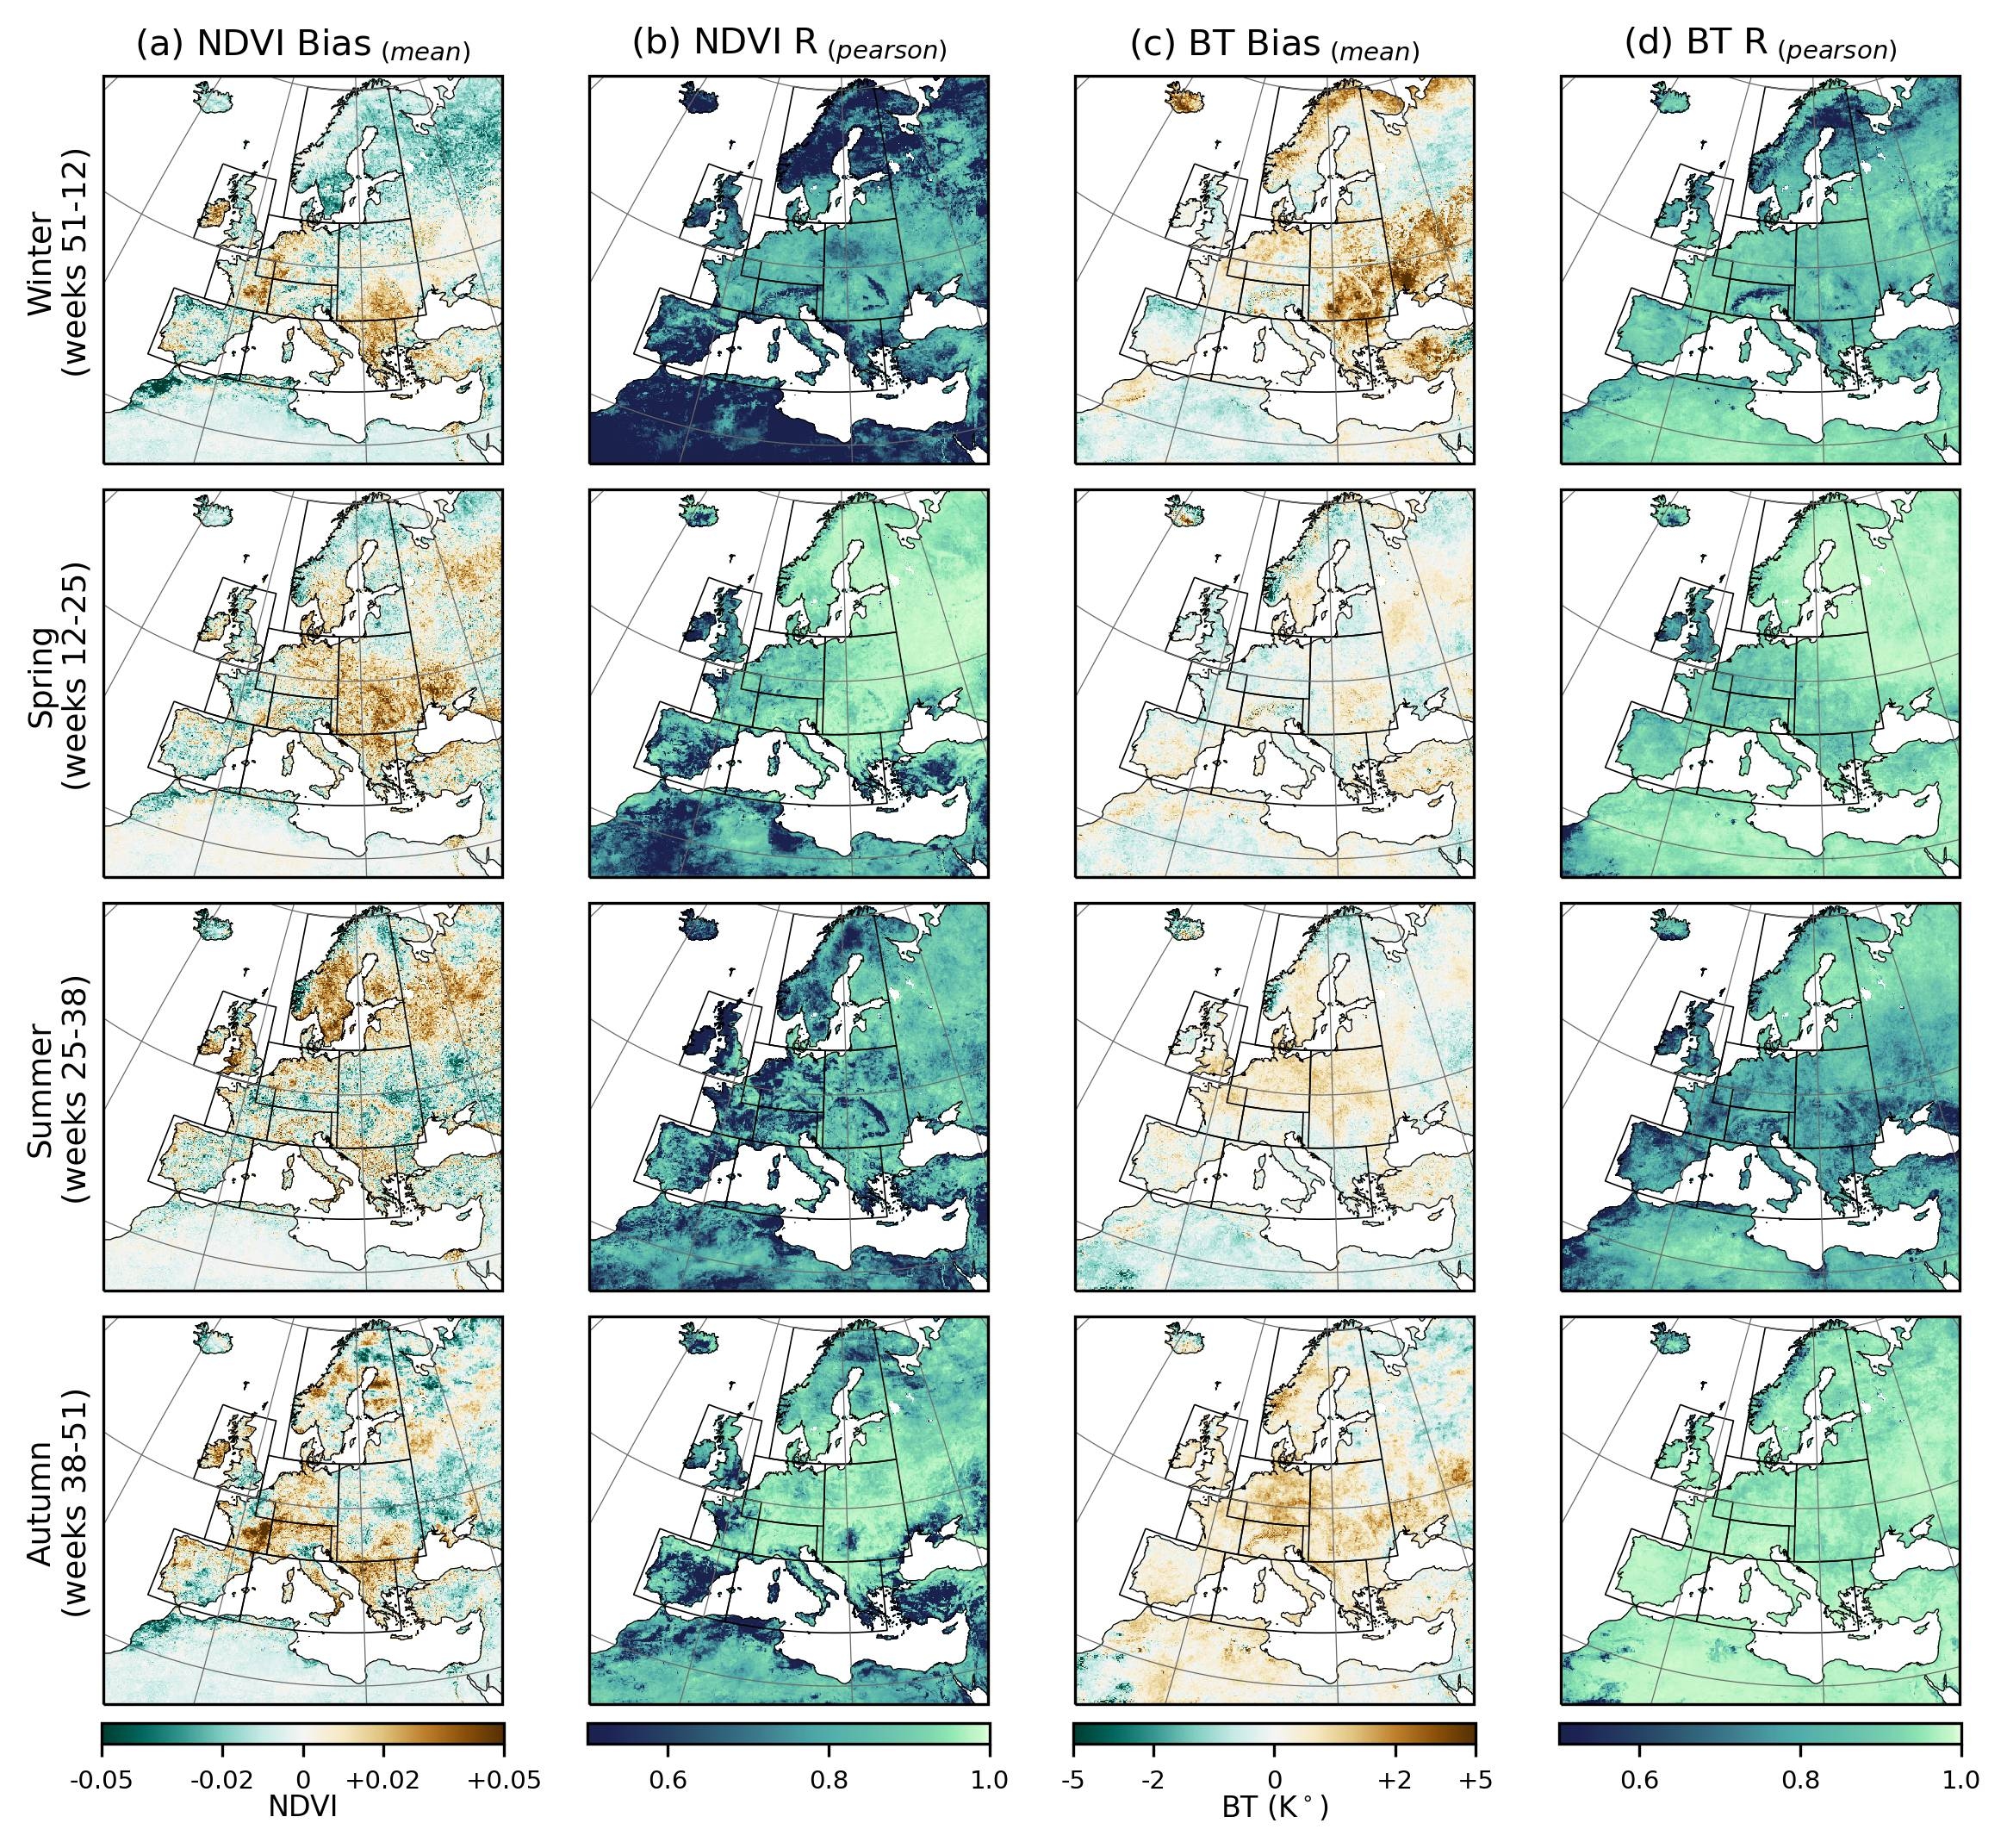 (a) NDVI Bias (mean)
(b) NDVI R (pearson)
(c) BT Bias (mean)
(d) BT R (pearson)
Winter
(weeks 51-12)
Spring
(weeks 12-25)
Summer
(weeks 25-38)
Autumn
(weeks 38-51)
-0.05 -0.02 0 +0.02 +0.05
NDVI
0.6 0.8 1.0
-5 -2 0 +2 +5
BT (K°)
0.6 0.8 1.0